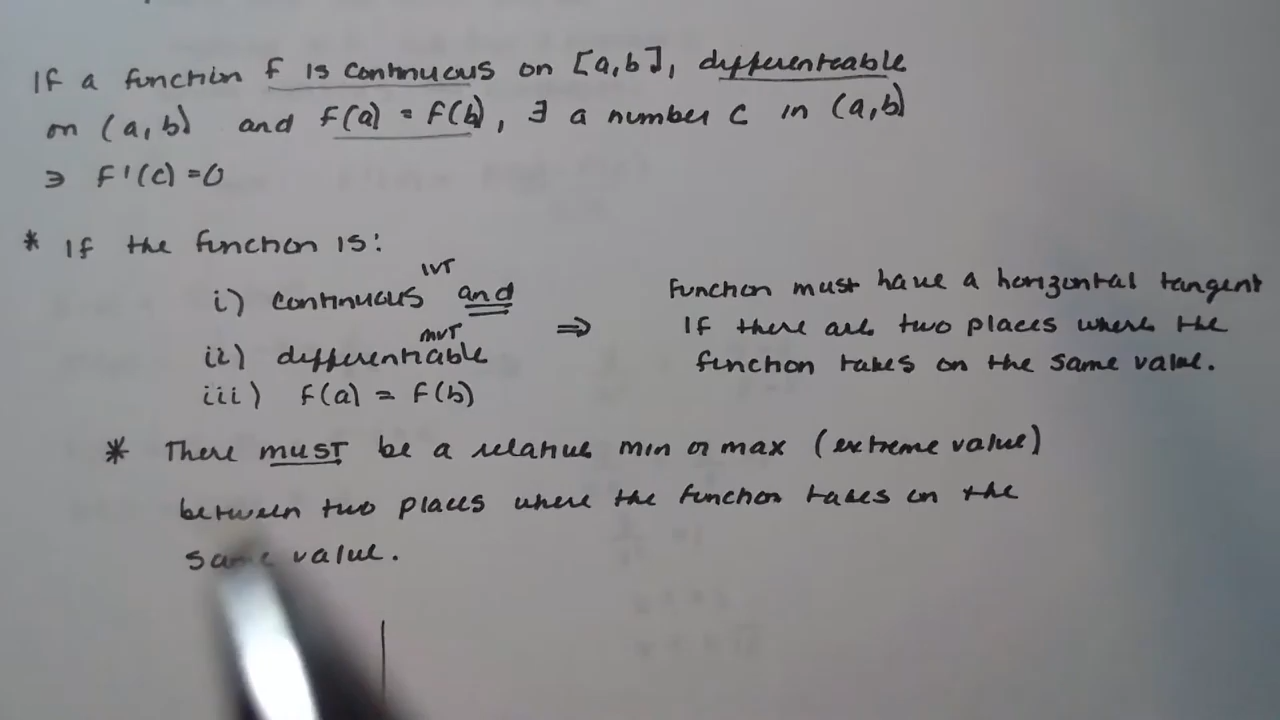 If a function f is continuous on [a,b], differenteable
on (a,b) and f(a) = f(b), ∃ a number c in (a,b)
∋ f'(c) = 0
* If the function is:
IVT
i) continuous and
MVT
ii) differentiable
iii) f(a) = f(b)
⇒
Function must have a horizontal tangent
If there are two places where the
function takes on the same value.
* There must be a relative min or max (extreme value)
between two places where the function takes on the
same value.